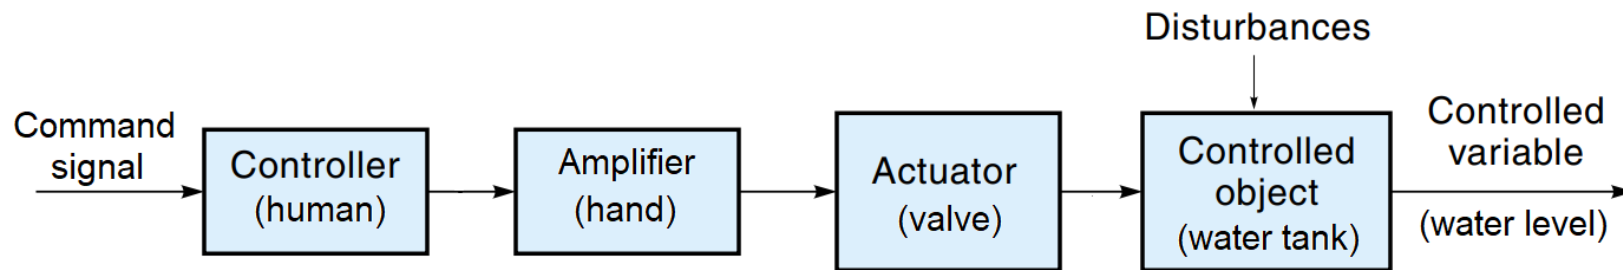 Disturbances
Command
signal
Controller
(human)
Amplifier
(hand)
Actuator
(valve)
Controlled
object
(water tank)
Controlled
variable
(water level)